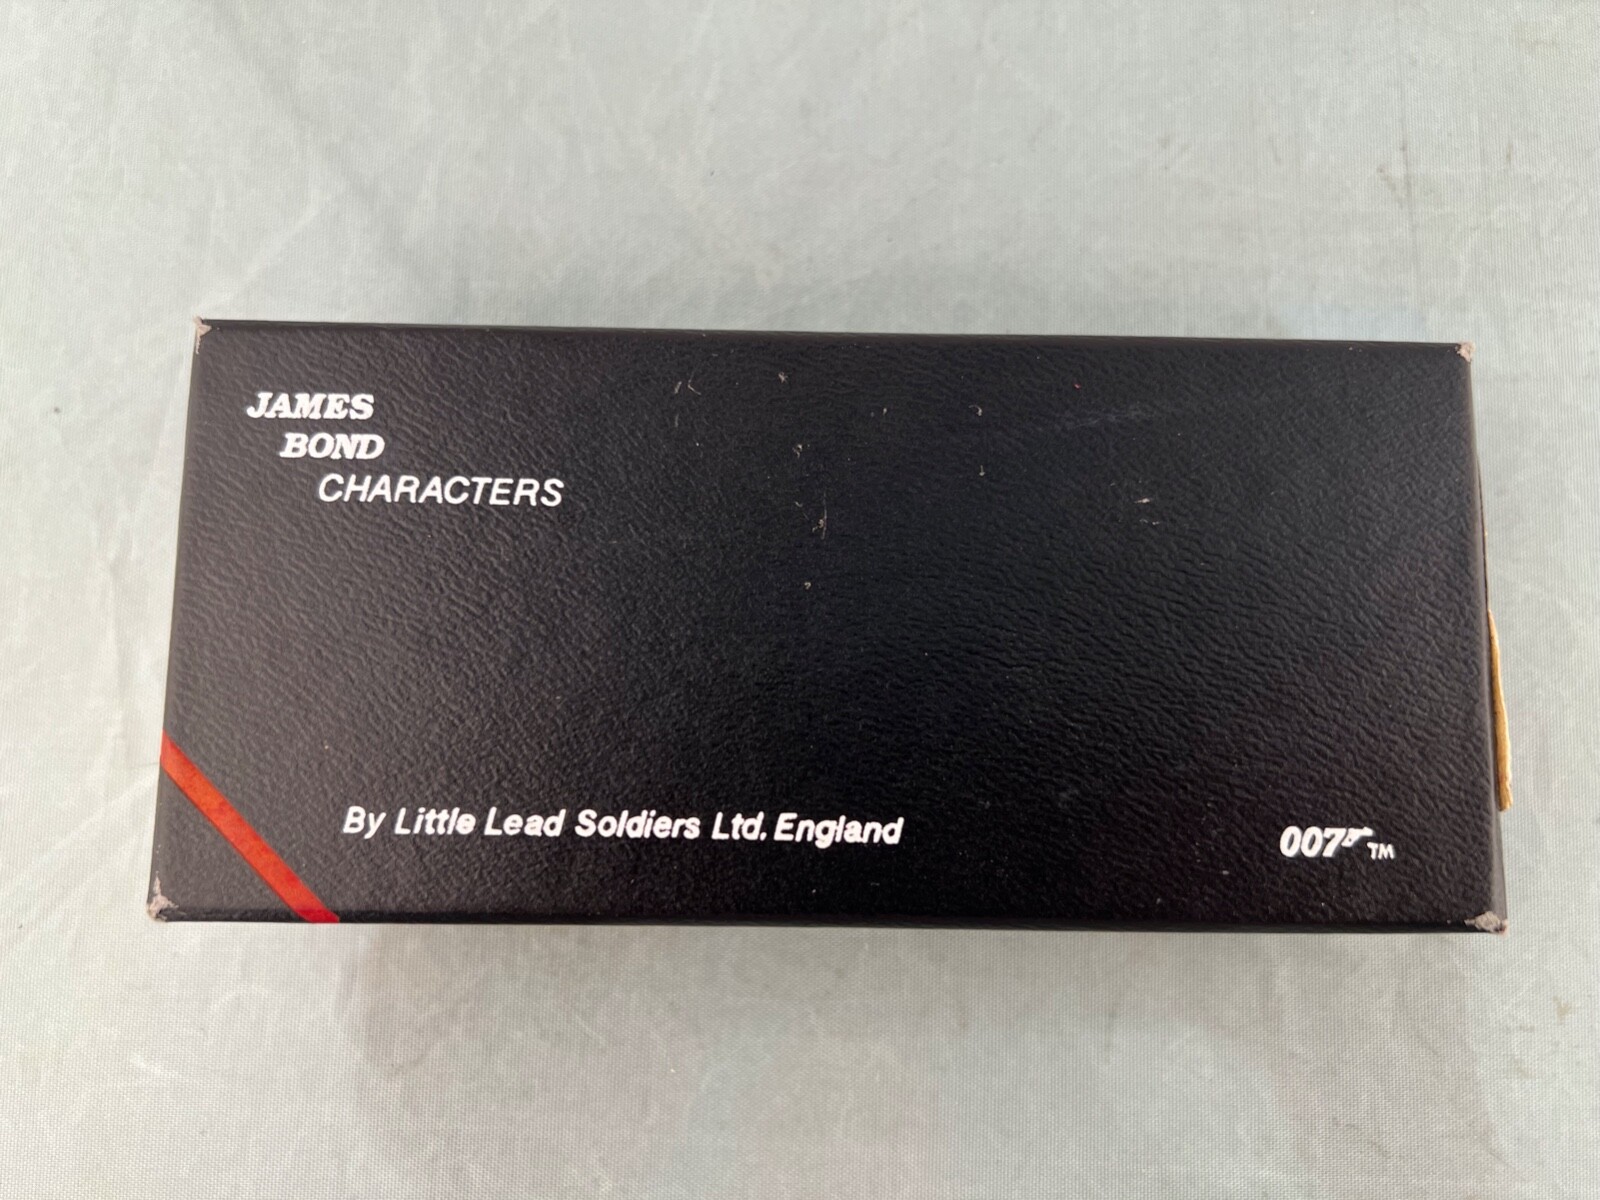 JAMES
BOND
CHARACTERS
By Little Lead Soldiers Ltd. England
007 TM